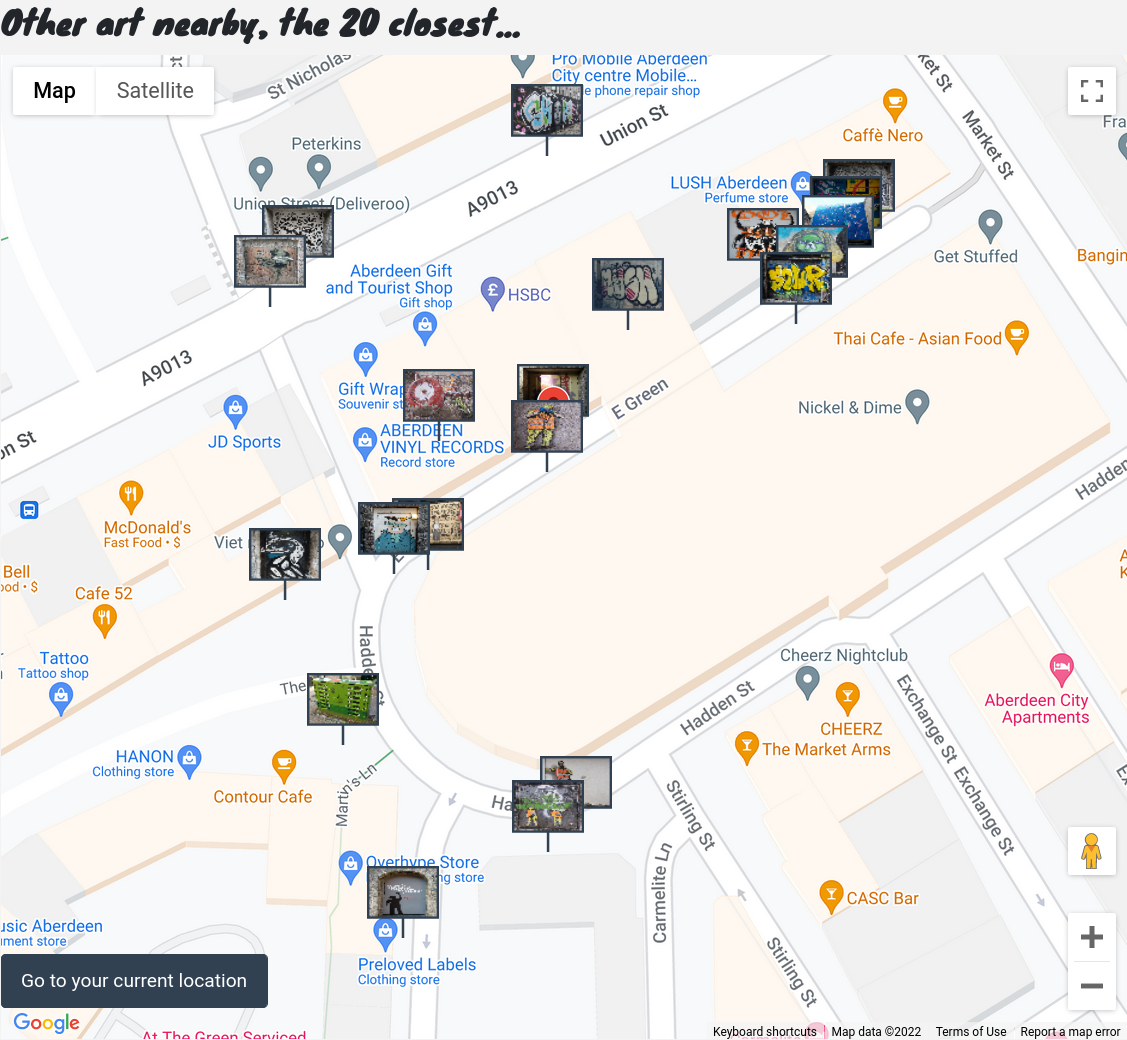 Other art nearby, the 20 closest...
Map
Satellite
St Nicholas
Pro Mobile Aberdeen
City centre Mobile...
e phone repair shop
Union St
Market St
Caffè Nero
Market St
Fra
Peterkins
LUSH Aberdeen
Perfume store
A9013
Union Street (Deliveroo)
Get Stuffed
Bangin
Aberdeen Gift
and Tourist Shop
Gift shop
HSBC
Thai Cafe - Asian Food
A9013
Gift Wrap
Souvenir st
E Green
Nickel & Dime
JD Sports
ABERDEEN
VINYL RECORDS
Record store
on St
Hadden
McDonald's
Fast Food • $
Viet
Bell
ood • $
Cafe 52
Tattoo
Tattoo shop
Hadde
St
The
Cheerz Nightclub
Hadden St
Exchange St
Aberdeen City
Apartments
CHEERZ
The Market Arms
HANON
Clothing store
Contour Cafe
Martin's-Ln
Ha
Stirling St
Exchange St
Overhype Store
ng store
Carmelite Ln
CASC Bar
usic Aberdeen
ument store
Preloved Labels
Clothing store
Stirling St
Go to your current location
Google
At The Green Serviced
Keyboard shortcuts
Map data ©2022
Terms of Use
Report a map error